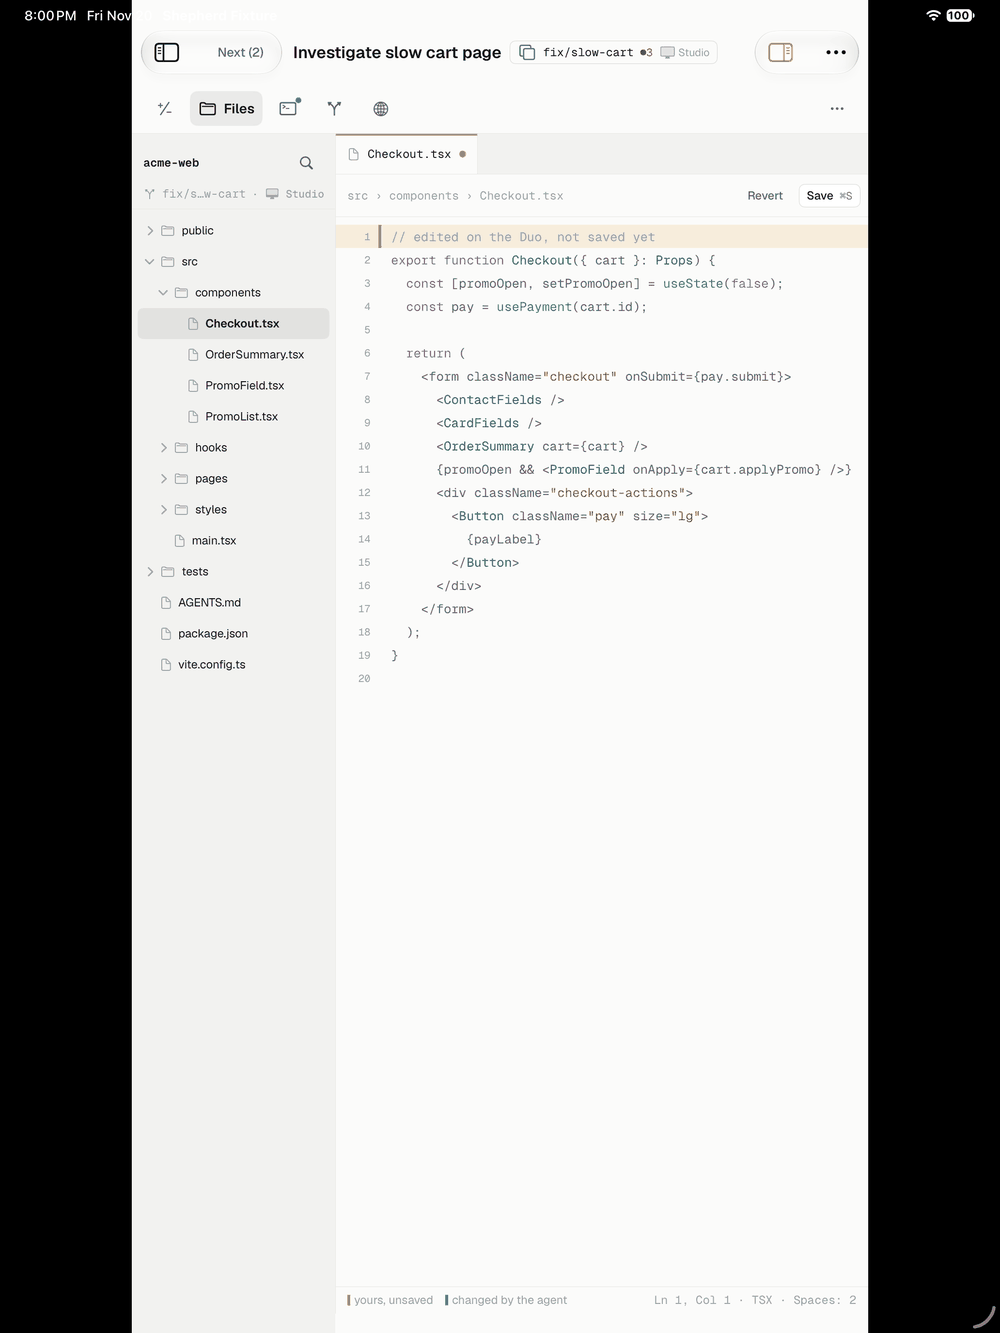 8:00 PM Fri Nov
100
Next (2)
Investigate slow cart page
fix/slow-cart ●3 Studio
Files
acme-web
fix/s…w-cart · Studio
public
src
components
Checkout.tsx
OrderSummary.tsx
PromoField.tsx
PromoList.tsx
hooks
pages
styles
main.tsx
tests
AGENTS.md
package.json
vite.config.ts
Checkout.tsx
src › components › Checkout.tsx
Revert
Save ⌘S
1 // edited on the Duo, not saved yet
2 export function Checkout({ cart }: Props) {
3   const [promoOpen, setPromoOpen] = useState(false);
4   const pay = usePayment(cart.id);
5
6   return (
7     <form className="checkout" onSubmit={pay.submit}>
8       <ContactFields />
9       <CardFields />
10       <OrderSummary cart={cart} />
11       {promoOpen && <PromoField onApply={cart.applyPromo} />}
12       <div className="checkout-actions">
13         <Button className="pay" size="lg">
14           {payLabel}
15         </Button>
16       </div>
17     </form>
18   );
19 }
20
yours, unsaved
changed by the agent
Ln 1, Col 1 · TSX · Spaces: 2